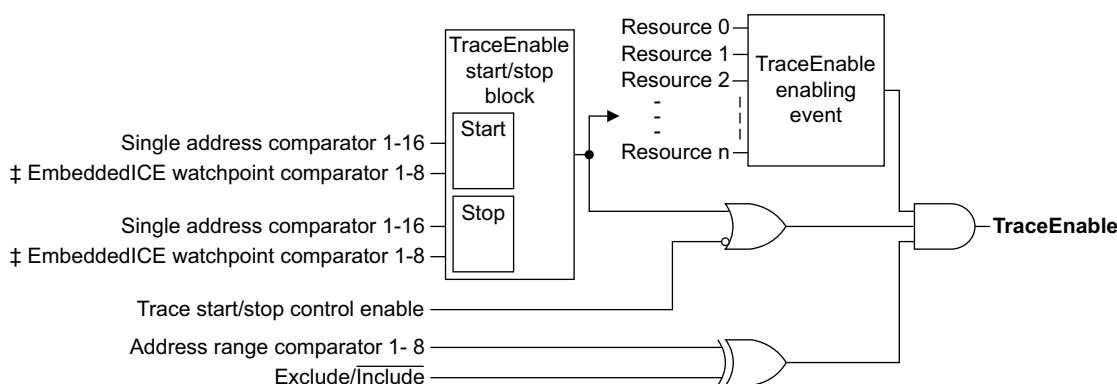 TraceEnable
start/stop
block
Start
Single address comparator 1-16
‡ EmbeddedICE watchpoint comparator 1-8
Stop
Single address comparator 1-16
‡ EmbeddedICE watchpoint comparator 1-8
Resource 0
Resource 1
Resource 2
-
-
-
Resource n
TraceEnable
enabling
event
TraceEnable
Trace start/stop control enable
Address range comparator 1- 8
Exclude/Include